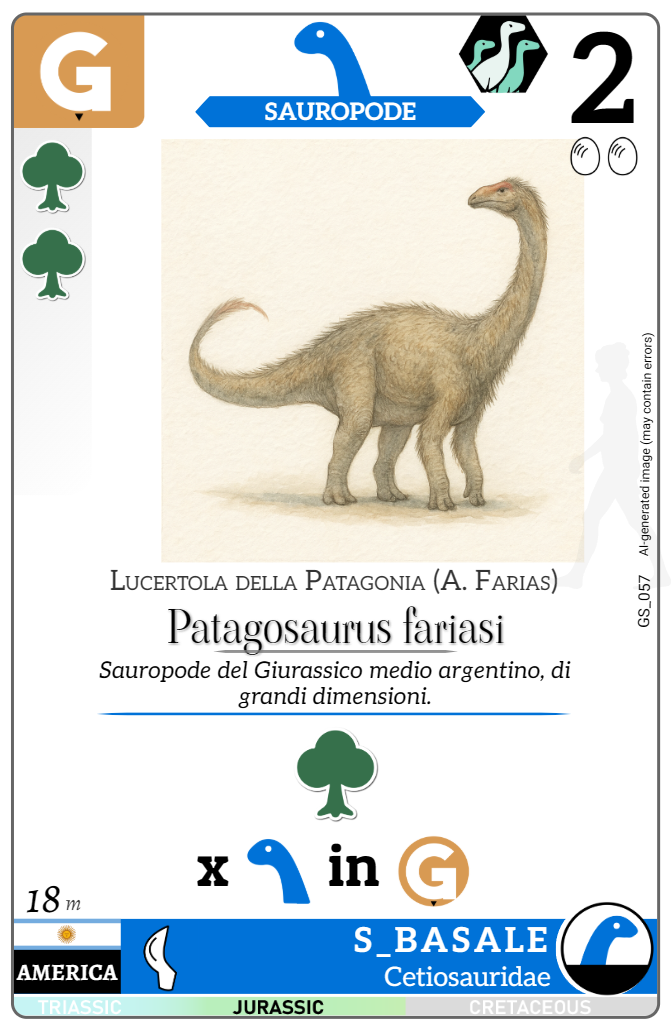 G
SAUROPODE
2
AI-generated image (may contain errors)
GS_057
Lucertola della Patagonia (A. Farias)
Patagosaurus fariasi
Sauropode del Giurassico medio argentino, di
grandi dimensioni.
x in G
18 m
S_BASALE
AMERICA
Cetiosauridae
TRIASSIC JURASSIC CRETACEOUS